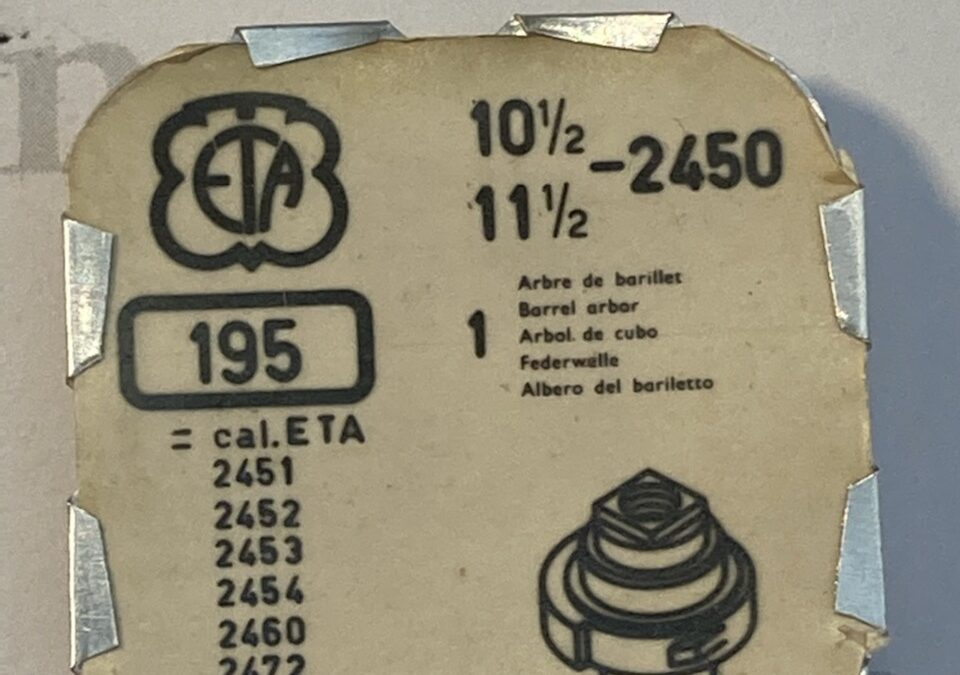 ETA
10½
11½
-2450
195
1
Arbre de barillet
Barrel arbor
Arbol. de cubo
Federwelle
Albero del bariletto
= cal.ETA
2451
2452
2453
2454
2460
2472